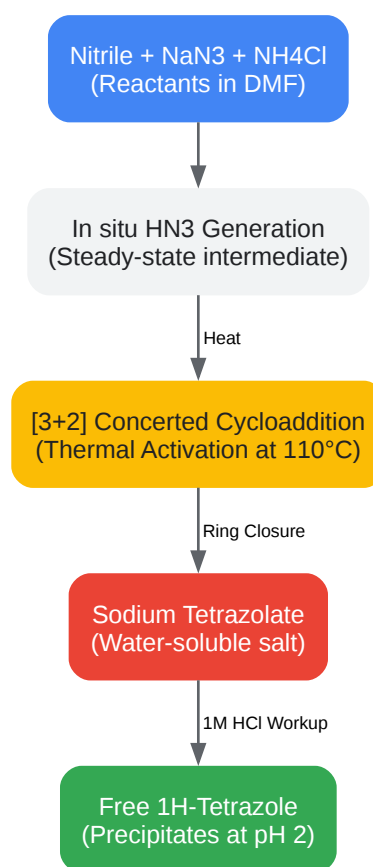 Nitrile + NaN3 + NH4Cl
(Reactants in DMF)
In situ HN3 Generation
(Steady-state intermediate)
Heat
[3+2] Concerted Cycloaddition
(Thermal Activation at 110°C)
Ring Closure
Sodium Tetrazolate
(Water-soluble salt)
1M HCl Workup
Free 1H-Tetrazole
(Precipitates at pH 2)